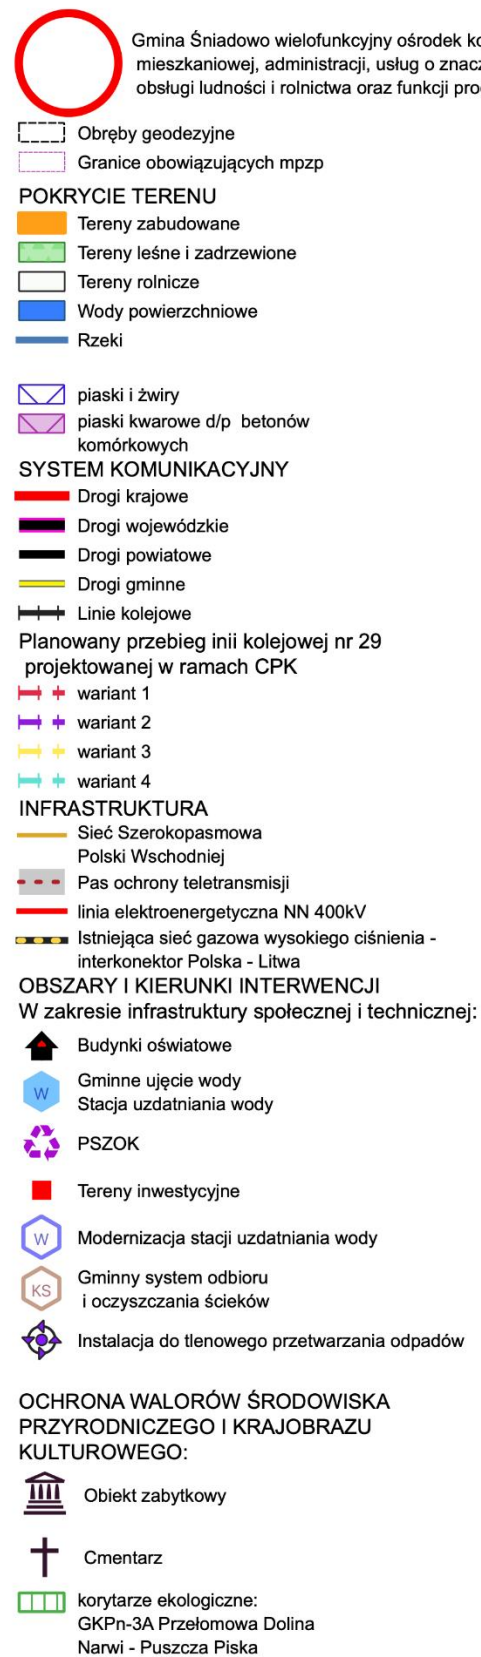 Gmina Śniadowo wielofunkcyjny ośrodek
mieszkaniowej, administracji, usług o
obsługi ludności i rolnictwa oraz funkcji
Obręby geodezyjne
Granice obowiązujących mpzp
POKRYCIE TERENU
Tereny zabudowane
Tereny leśne i zadrzewione
Tereny rolnicze
Wody powierzchniowe
Rzeki
piaski i żwiry
piaski kwarowe d/p betonów
komórkowych
SYSTEM KOMUNIKACYJNY
Drogi krajowe
Drogi wojewódzkie
Drogi powiatowe
Drogi gminne
Linie kolejowe
Planowany przebieg inii kolejowej nr 29
projektowanej w ramach CPK
wariant 1
wariant 2
wariant 3
wariant 4
INFRASTRUKTURA
Sieć Szerokopasmowa
Polski Wschodniej
Pas ochrony teletransmisji
linia elektroenergetyczna NN 400kV
Istniejąca sieć gazowa wysokiego ciśnienia -
interkonektor Polska - Litwa
OBSZARY I KIERUNKI INTERWENCJI
W zakresie infrastruktury społecznej i technicznej:
Budynki oświatowe
Gminne ujęcie wody
W
Stacja uzdatniania wody
PSZOK
Tereny inwestycyjne
W Modernizacja stacji uzdatniania wody
Gminny system odbioru
KS
i oczyszczania ścieków
Instalacja do tlenowego przetwarzania odpadów
OCHRONA WALORÓW ŚRODOWISKA
PRZYRODNICZEGO I KRAJOBRAZU
KULTUROWEGO:
Obiekt zabytkowy
Cmentarz
korytarze ekologiczne:
GKPn-3A Przełomowa Dolina
Narwi - Puszcza Piska